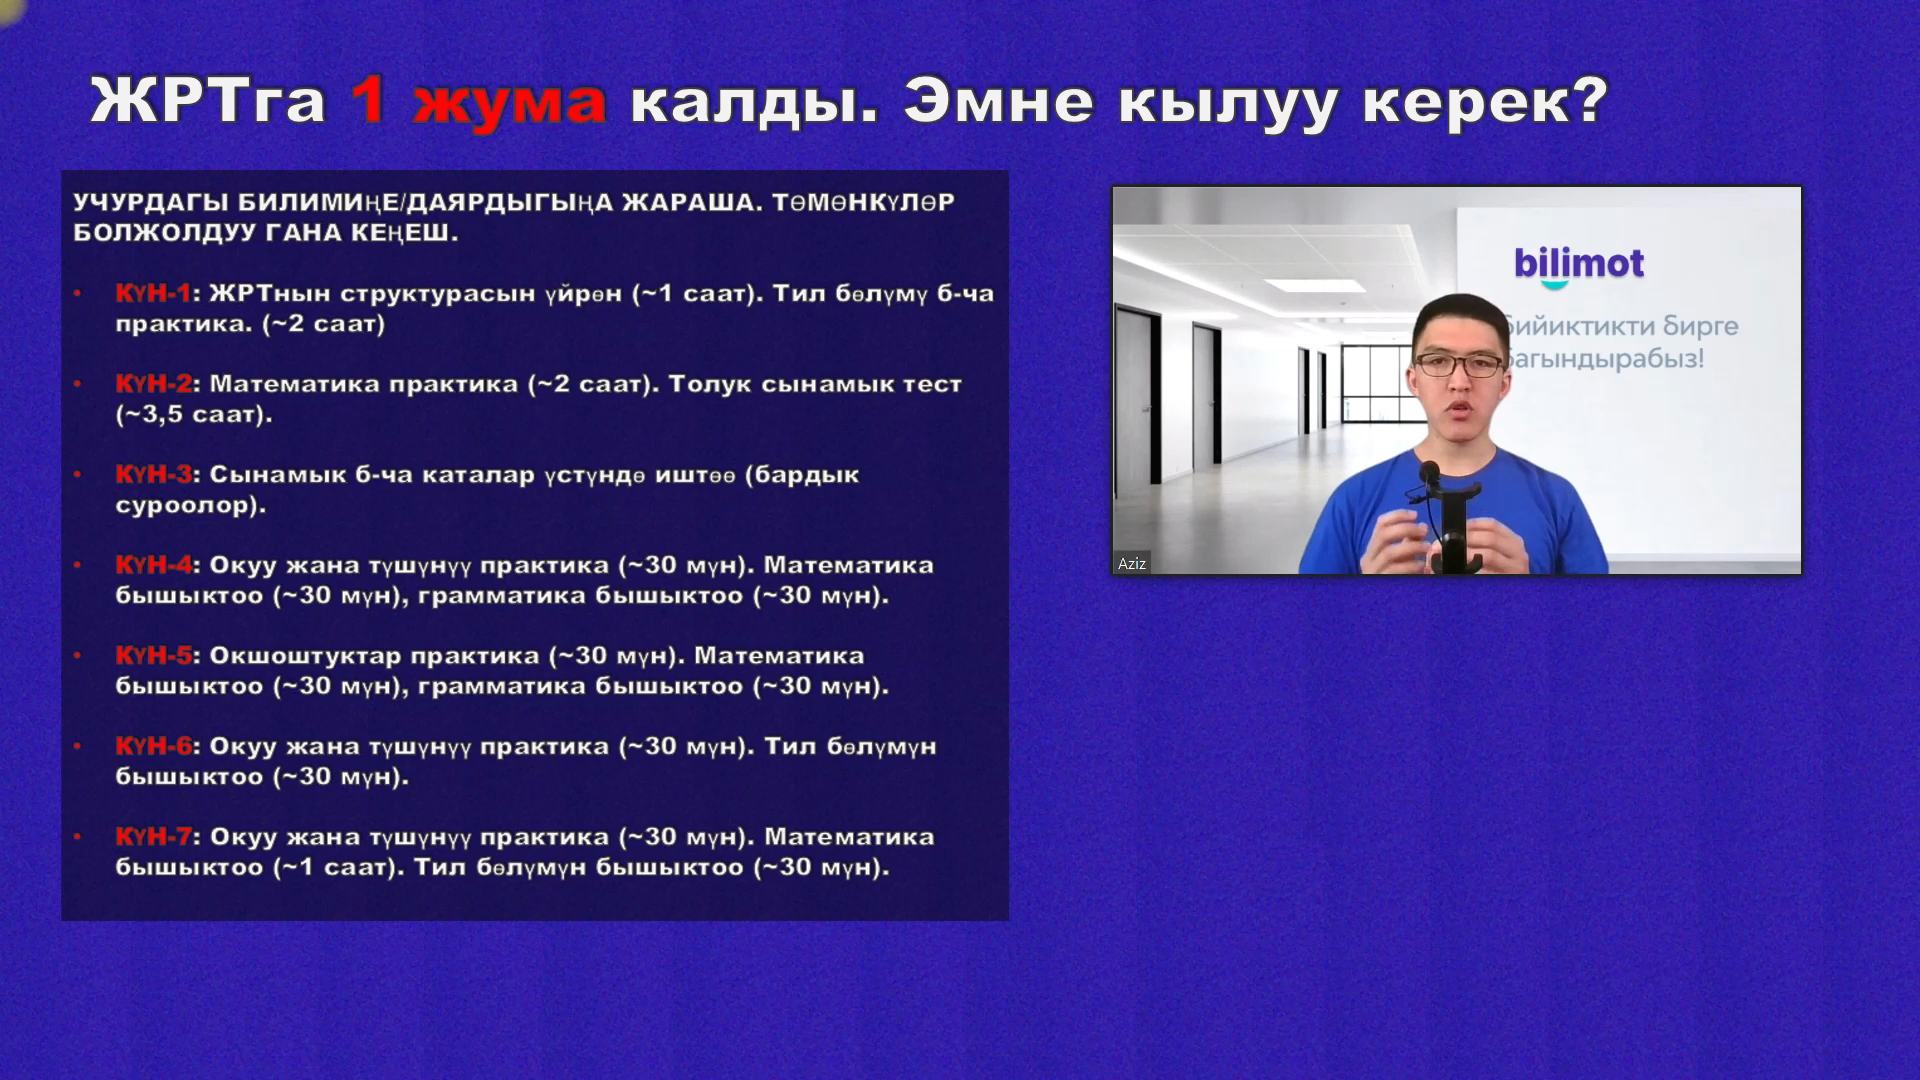 ЖРТга 1 жума калды. Эмне кылуу керек?
УЧУРДАГЫ БИЛИМИҢЕ/ДАЯРДЫГЫҢА ЖАРАША. ТӨМӨНКҮЛӨР
БОЛЖОЛДУУ ГАНА КЕҢЕШ.
• КҮН-1: ЖРТнын структурасын үйрөн (~1 саат). Тил бөлүмү б-ча
практика. (~2 саат)
• КҮН-2: Математика практика (~2 саат). Толук сынамык тест
(~3,5 саат).
• КҮН-3: Сынамык б-ча каталар үстүндө иштөө (бардык
суроолор).
• КҮН-4: Окуу жана түшүнүү практика (~30 мүн). Математика
бышыктоо (~30 мүн), грамматика бышыктоо (~30 мүн).
• КҮН-5: Окшоштуктар практика (~30 мүн). Математика
бышыктоо (~30 мүн), грамматика бышыктоо (~30 мүн).
• КҮН-6: Окуу жана түшүнүү практика (~30 мүн). Тил бөлүмүн
бышыктоо (~30 мүн).
• КҮН-7: Окуу жана түшүнүү практика (~30 мүн). Математика
бышыктоо (~1 саат). Тил бөлүмүн бышыктоо (~30 мүн).
bilimot
бийиктикти бирге
багындырабыз!
Aziz